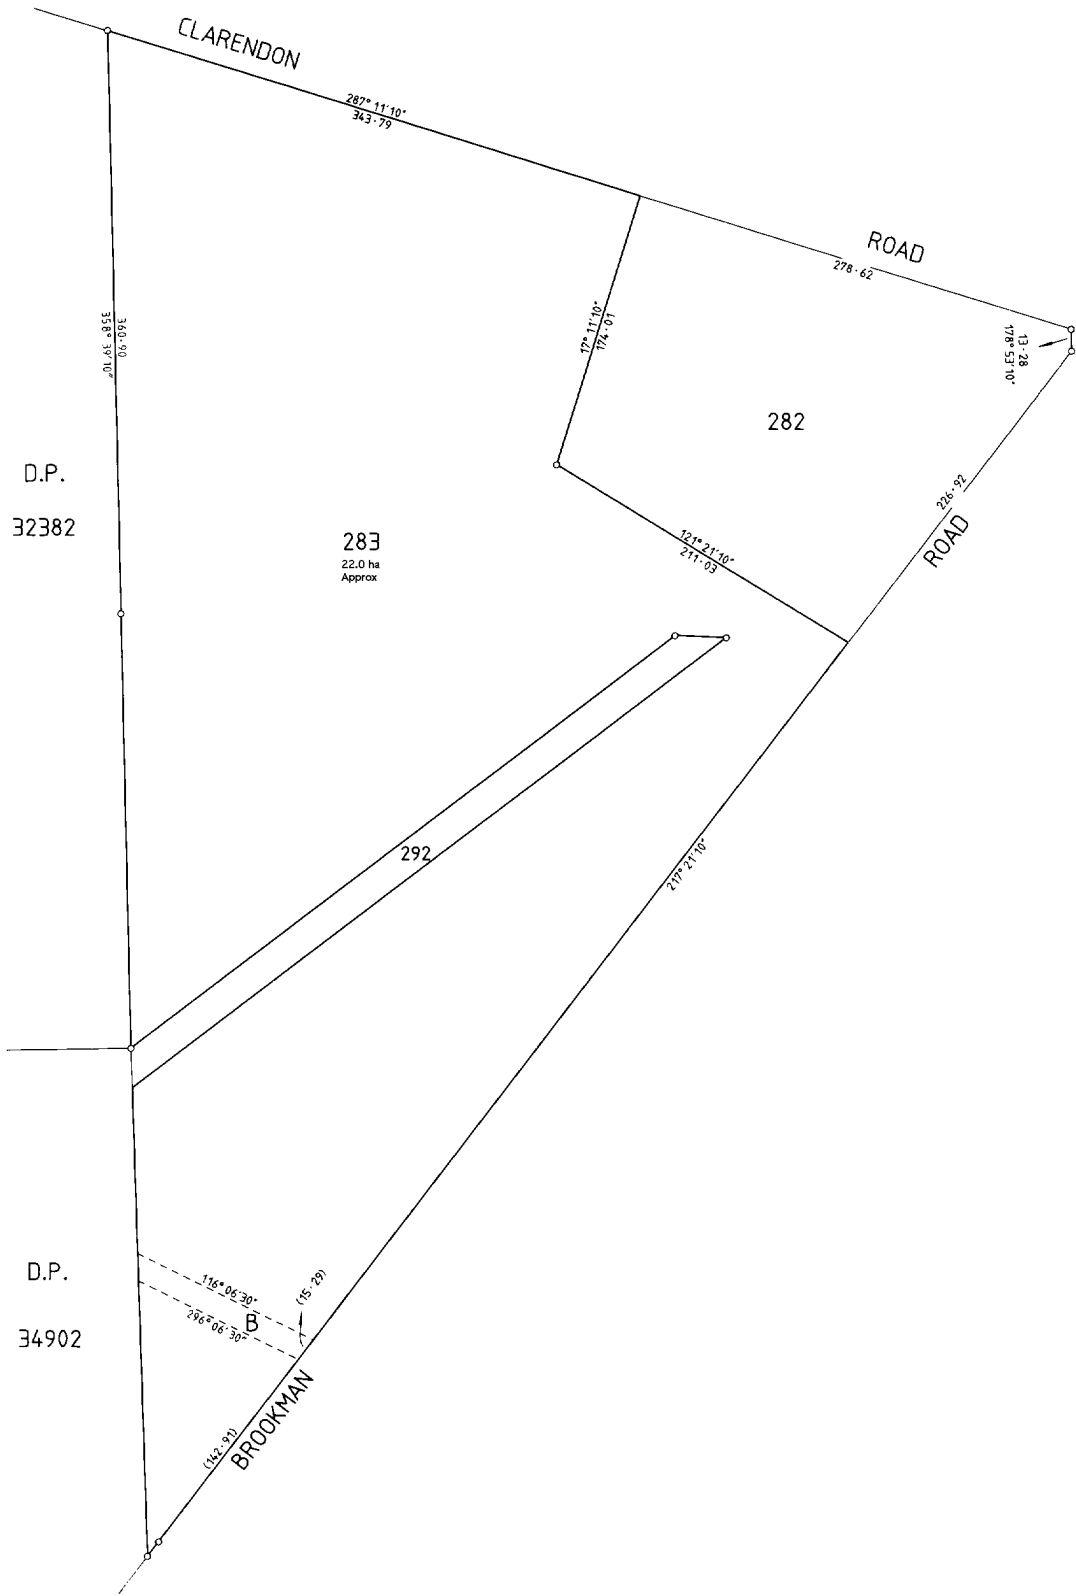 CLARENDON
287° 11'10"
343·79
ROAD
278·62
360·90
358° 39'10"
17° 11'10"
174·01
13·28
178° 53'10"
282
226·92
ROAD
D.P.
32382
283
22.0 ha
Approx
121° 21'10"
211·03
292
217° 21'10"
D.P.
34902
116° 06'30"
(15·29)
296° 06'30"
B
(142·91)
BROOKMAN